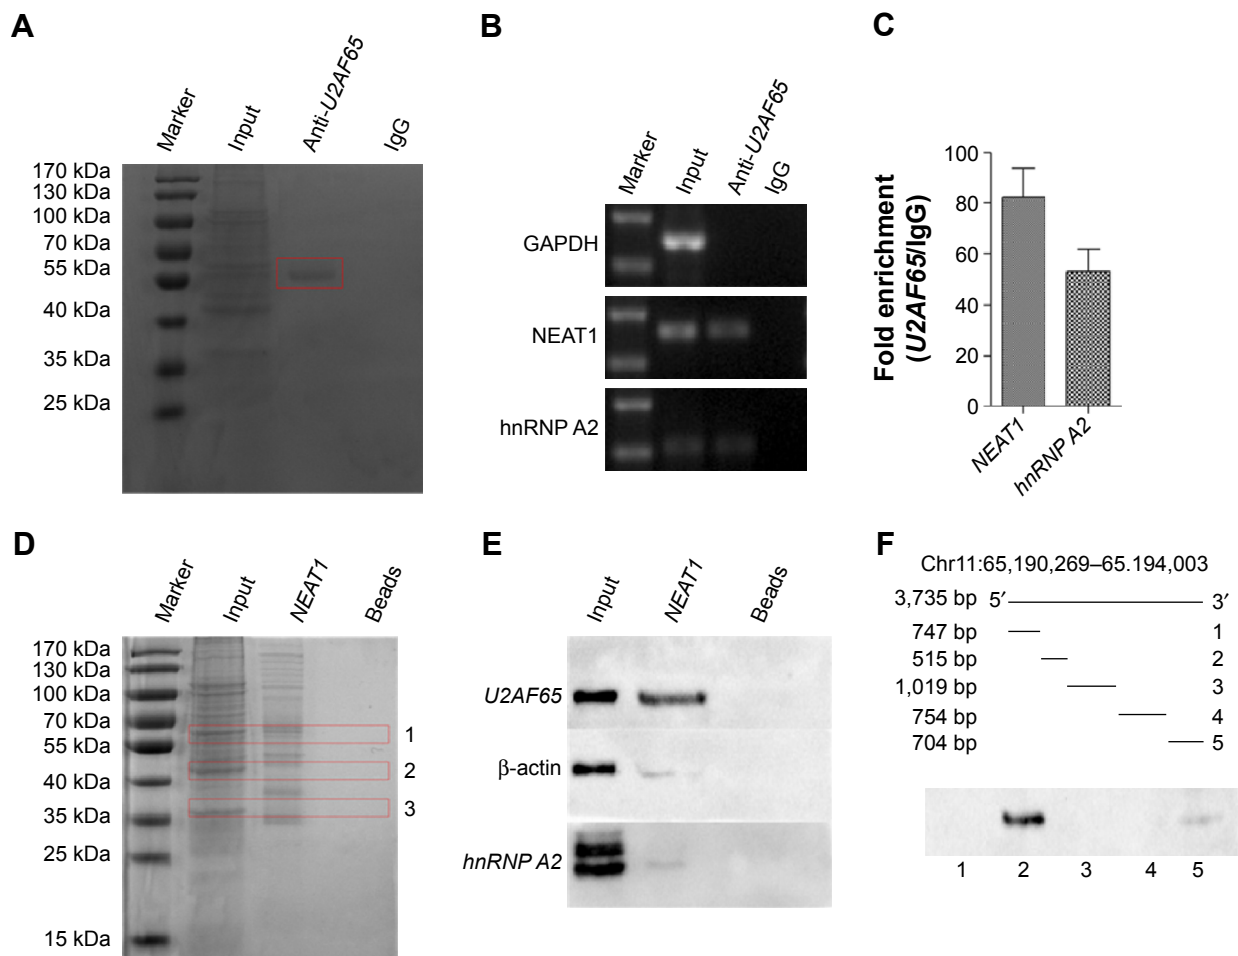 A
Marker
Input
Anti-U2AF65
IgG
170 kDa
130 kDa
100 kDa
70 kDa
55 kDa
40 kDa
35 kDa
25 kDa
B
Marker
Input
Anti-U2AF65
IgG
GAPDH
NEAT1
hnRNP A2
C
Fold enrichment
(U2AF65/IgG)
100
80
60
40
20
0
NEAT1
hnRNP A2
D
Marker
Input
NEAT1
Beads
170 kDa
130 kDa
100 kDa
70 kDa
55 kDa
40 kDa
35 kDa
25 kDa
15 kDa
1
2
3
E
Input
NEAT1
Beads
U2AF65
β-actin
hnRNP A2
F
Chr11:65,190,269–65.194,003
3,735 bp 5′ 3′
747 bp 1
515 bp 2
1,019 bp 3
754 bp 4
704 bp 5
1 2 3 4 5